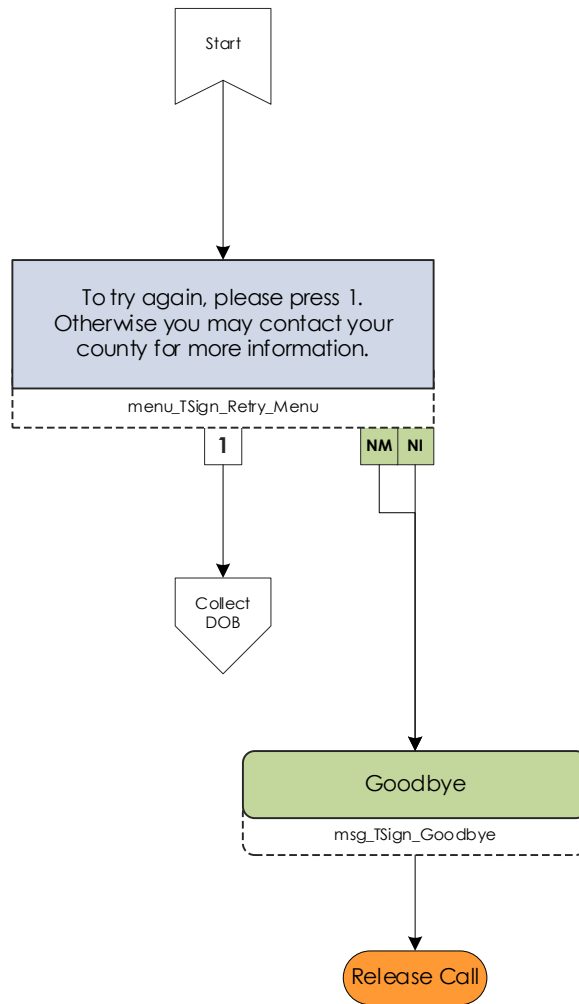 Start
To try again, please press 1.
Otherwise you may contact your
county for more information.
menu_TSign_Retry_Menu
1
NM NI
Collect
DOB
Goodbye
msg_TSign_Goodbye
Release Call